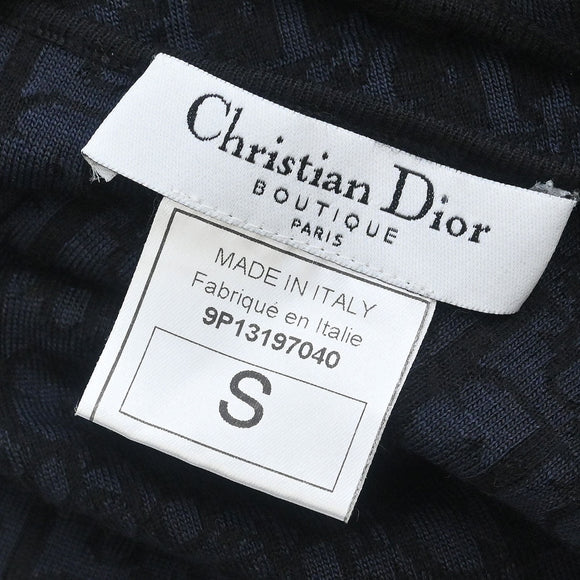 Christian Dior
BOUTIQUE
PARIS
MADE IN ITALY
Fabriqué en Italie
9P13197040
S